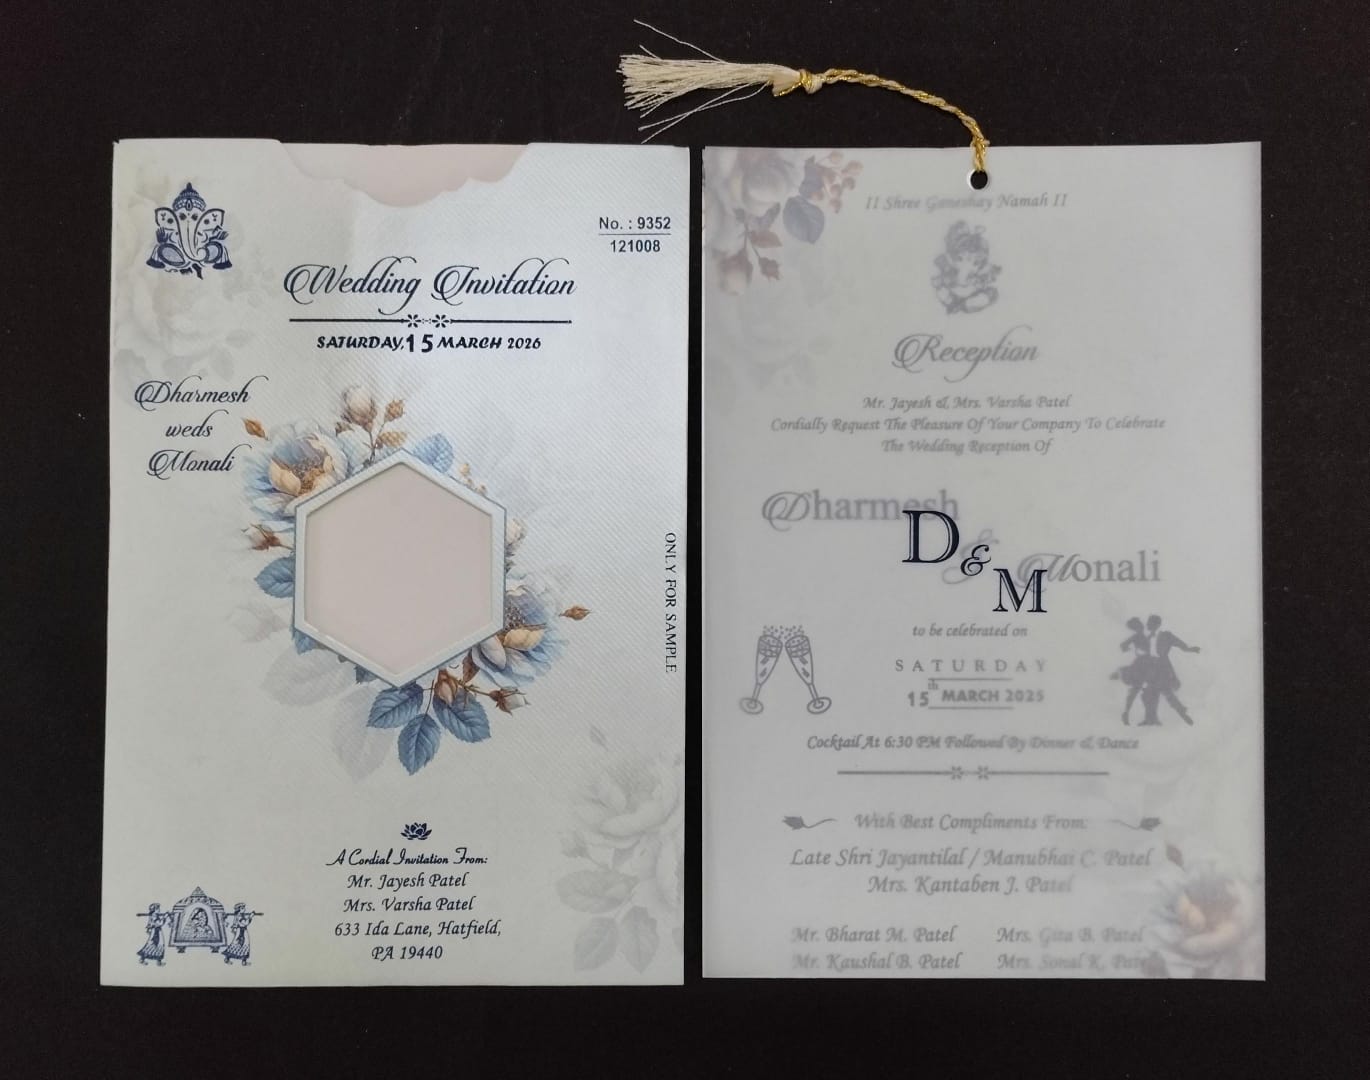 No. : 9352
121008
Wedding Invitation
SATURDAY, 15 MARCH 2026
Dharmesh
weds
Monali
ONLY FOR SAMPLE
A Cordial Invitation From:
Mr. Jayesh Patel
Mrs. Varsha Patel
633 Ida Lane, Hatfield,
PA 19440
II Shree Ganeshay Namah II
Reception
Mr. Jayesh & Mrs. Varsha Patel
Cordially Request The Pleasure Of Your Company To Celebrate
The Wedding Reception Of
Dharmesh
&
Monali
D
&
M
to be celebrated on
SATURDAY
15th MARCH 2025
Cocktail At 6:30 PM Followed By Dinner & Dance
With Best Compliments From:
Late Shri Jayantilal / Manubhai C. Patel
Mrs. Kantaben J. Patel
Mr. Bharat M. Patel Mrs. Gita B. Patel
Mr. Kaushal B. Patel Mrs. Sonal K. Patel